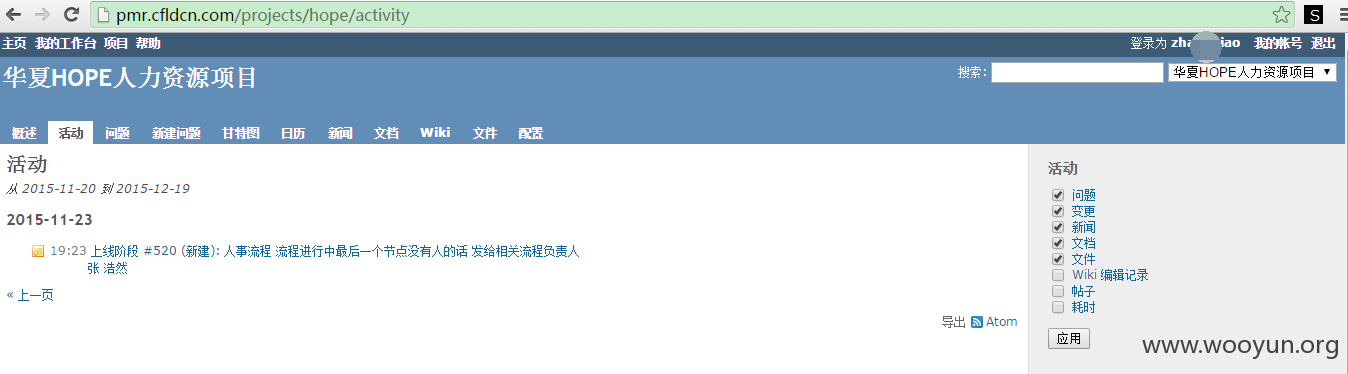 pmr.cfldcn.com/projects/hope/activity
S
主页 我的工作台 项目 帮助
登录为 zha iao 我的帐号 退出
华夏HOPE人力资源项目
搜索: 华夏HOPE人力资源项目
概述 活动 问题 新建问题 甘特图 日历 新闻 文档 Wiki 文件 配置
活动
从 2015-11-20 到 2015-12-19
2015-11-23
19:23 上线阶段 #520 (新建): 人事流程 流程进行中最后一个节点没有人的话 发给相关流程负责人
张 浩然
« 上一页
导出 Atom
活动
问题
变更
新闻
文档
文件
Wiki 编辑记录
帖子
耗时
应用
www.wooyun.org